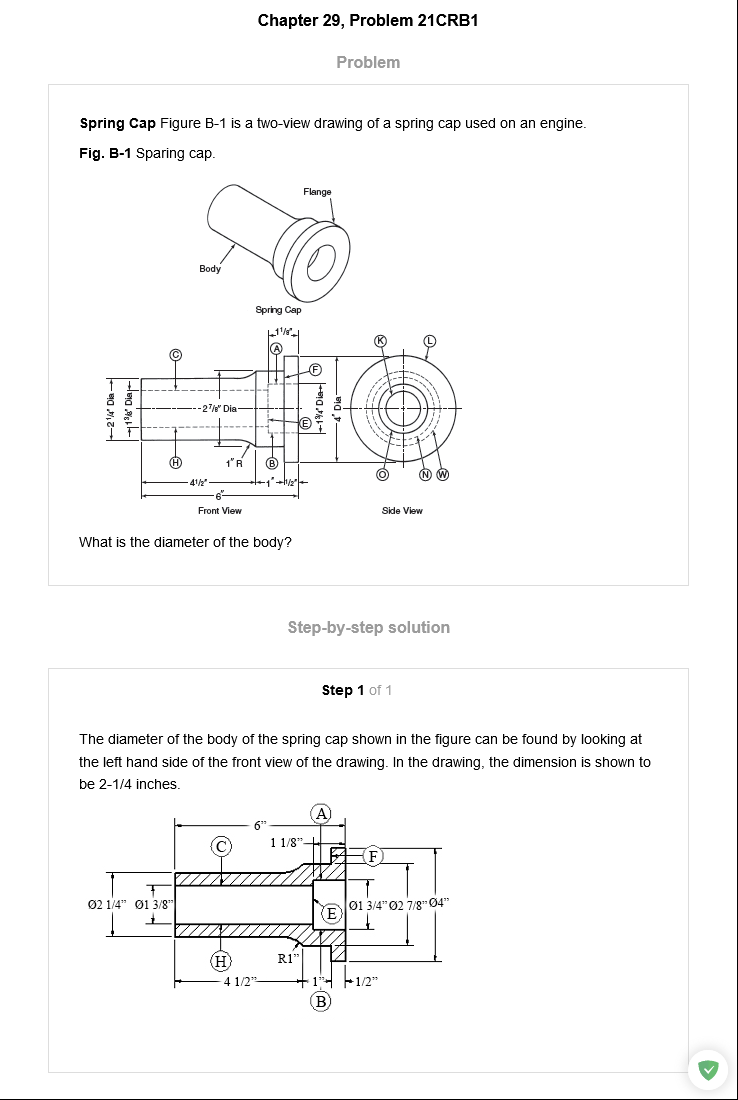 Chapter 29, Problem 21CRB1
Problem
Spring Cap Figure B-1 is a two-view drawing of a spring cap used on an engine.
Fig. B-1 Sparing cap.
Flange
Body
Spring Cap
1 1/8"
A
K
L
C
F
2 1/4" Dia
1 3/8" Dia
2 7/8" Dia
1 3/4" Dia
4" Dia
E
H
1" R
B
O
N
W
4 1/2"
1"
1/2"
6"
Front View
Side View
What is the diameter of the body?
Step-by-step solution
Step 1 of 1
The diameter of the body of the spring cap shown in the figure can be found by looking at
the left hand side of the front view of the drawing. In the drawing, the dimension is shown to
be 2-1/4 inches.
A
6”
C
1 1/8”
F
Ø2 1/4”
Ø1 3/8”
E
Ø1 3/4”
Ø2 7/8”
Ø4”
H
R1”
4 1/2”
1”
1/2”
B